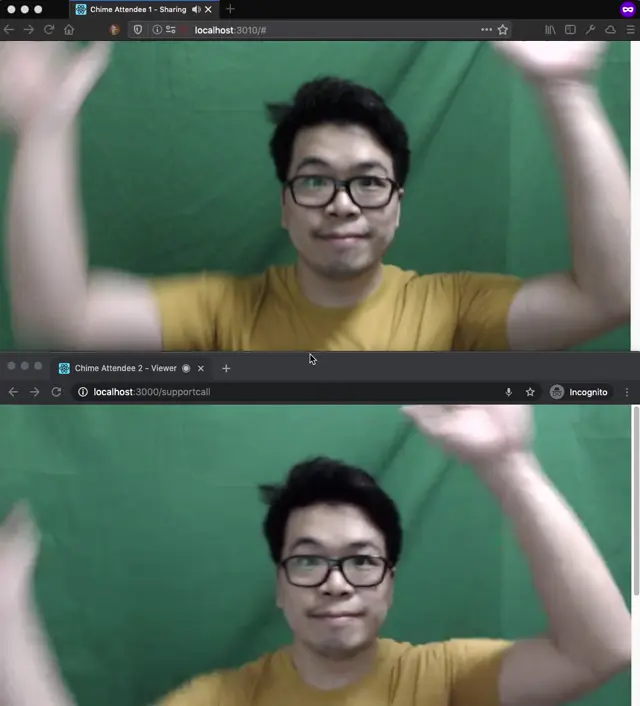 Chime Attendee 1 - Sharing
localhost:3010/#
Chime Attendee 2 - Viewer
localhost:3000/supportcall
Incognito